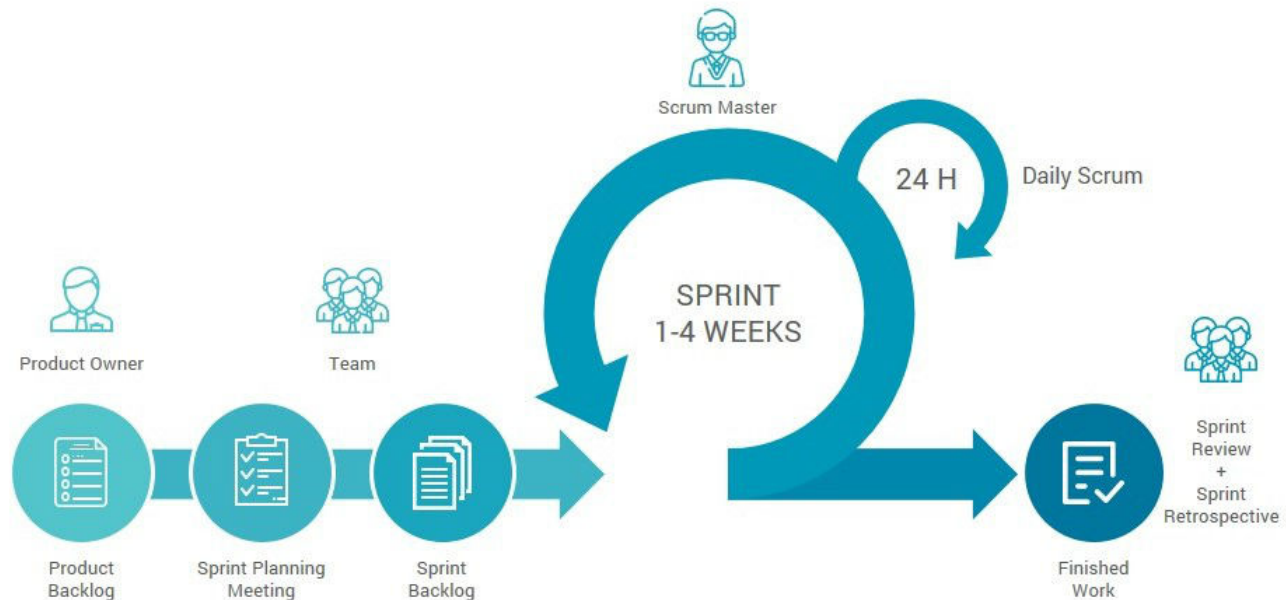 Scrum Master
24 H
Daily Scrum
SPRINT
1-4 WEEKS
Product Owner
Team
Sprint
Review
+
Sprint
Retrospective
Product
Backlog
Sprint Planning
Meeting
Sprint
Backlog
Finished
Work